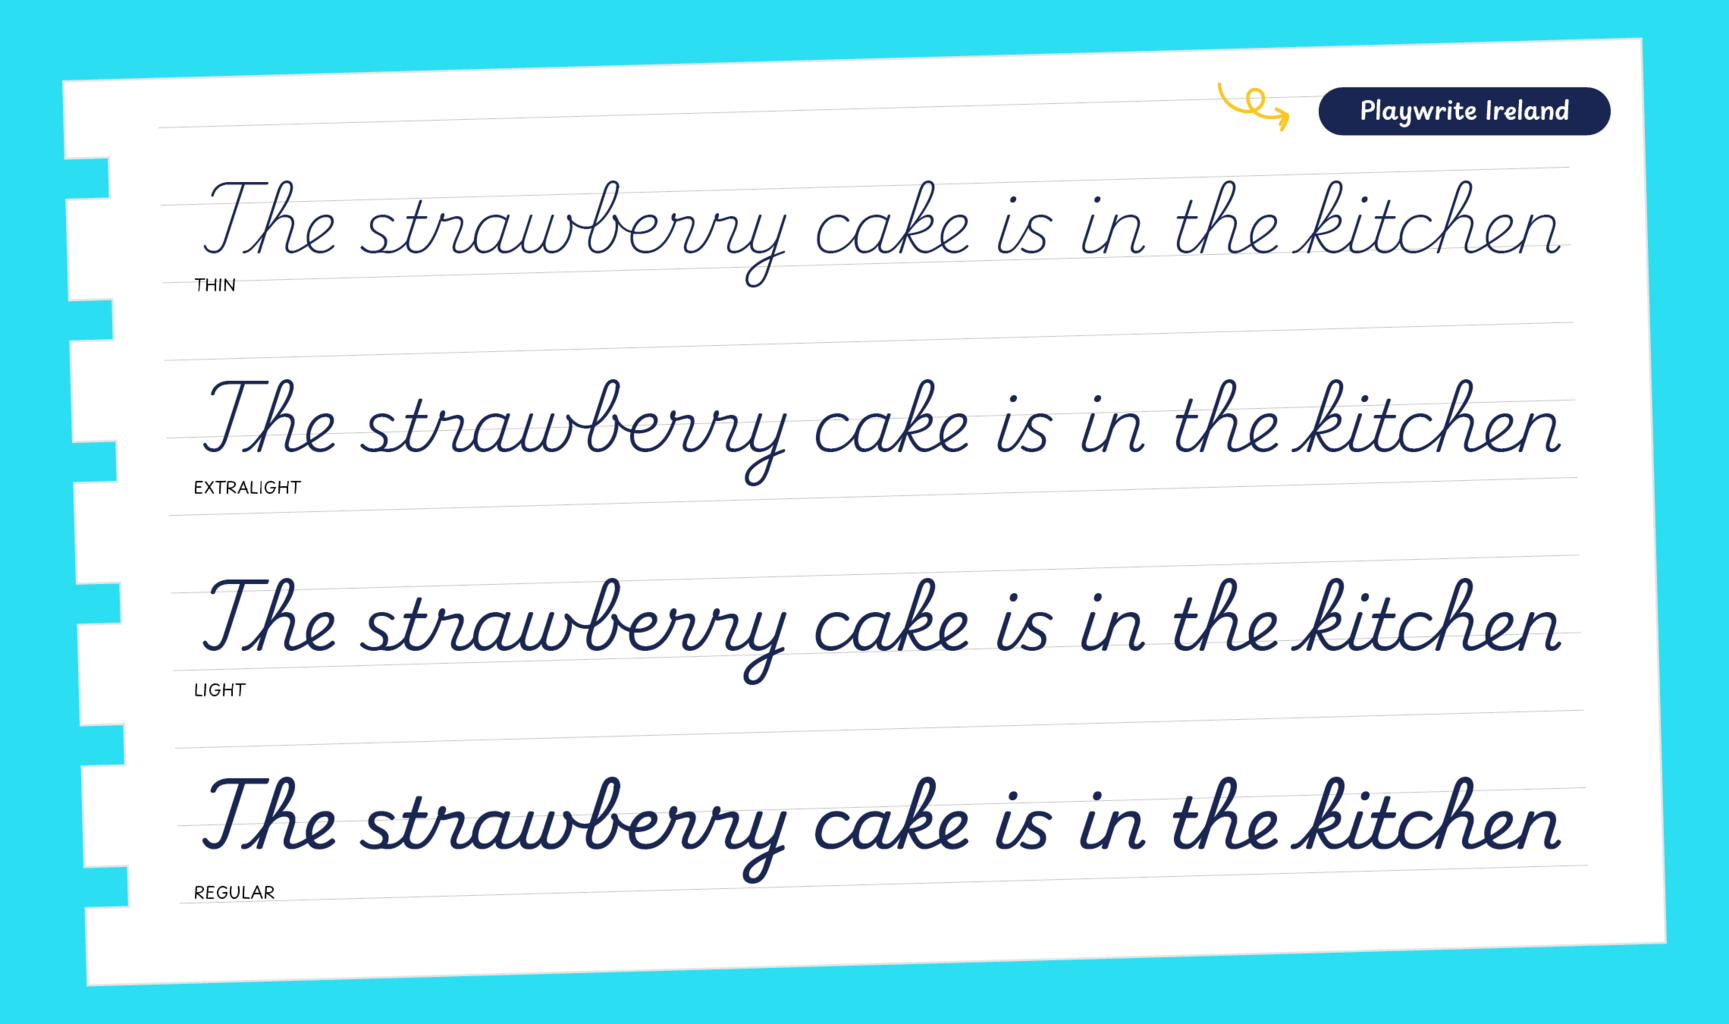 Playwrite Ireland
The strawberry cake is in the kitchen
THIN
The strawberry cake is in the kitchen
EXTRALIGHT
The strawberry cake is in the kitchen
LIGHT
The strawberry cake is in the kitchen
REGULAR